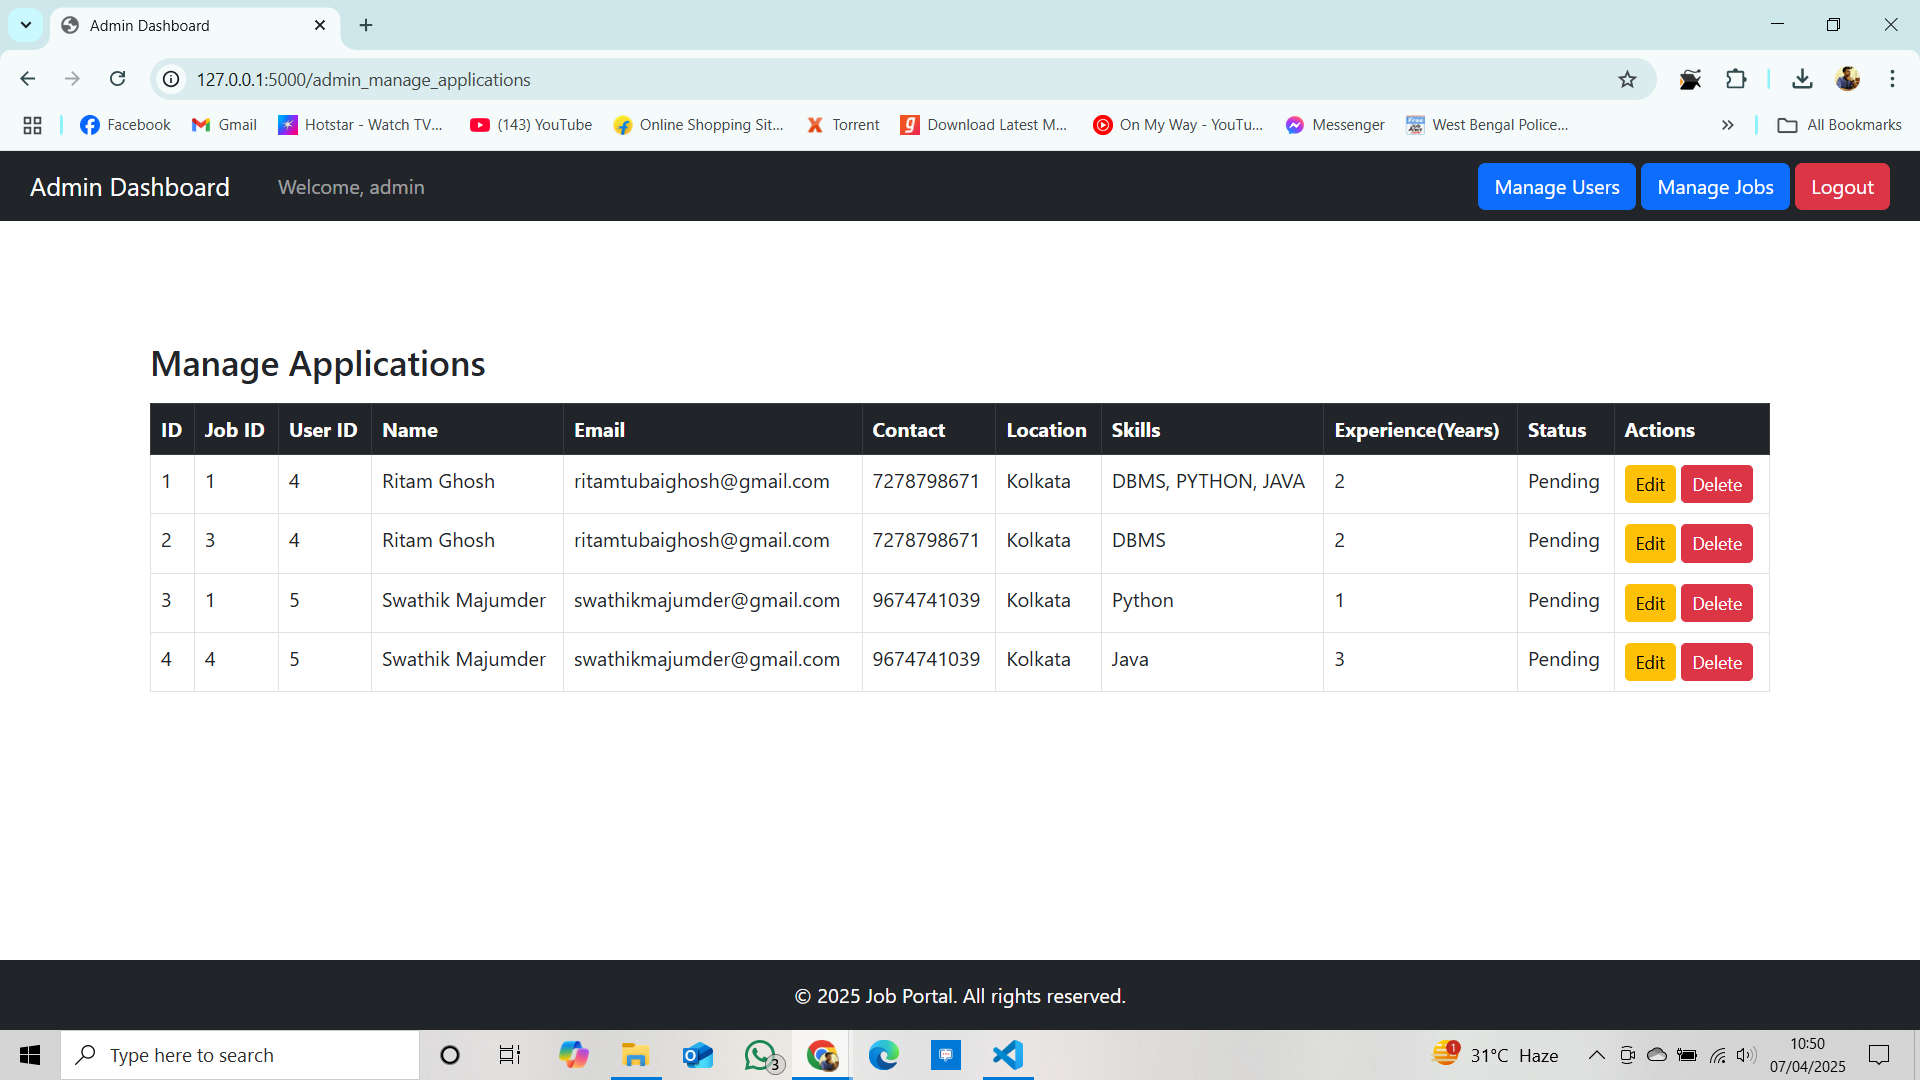 Admin Dashboard
127.0.0.1:5000/admin_manage_applications
Facebook Gmail Hotstar - Watch TV... (143) YouTube Online Shopping Sit... Torrent Download Latest M... On My Way - YouTu... Messenger West Bengal Police... » All Bookmarks
Admin Dashboard Welcome, admin Manage Users Manage Jobs Logout
Manage Applications
ID Job ID User ID Name Email Contact Location Skills Experience(Years) Status Actions
1 1 4 Ritam Ghosh ritamtubaighosh@gmail.com 7278798671 Kolkata DBMS, PYTHON, JAVA 2 Pending Edit Delete
2 3 4 Ritam Ghosh ritamtubaighosh@gmail.com 7278798671 Kolkata DBMS 2 Pending Edit Delete
3 1 5 Swathik Majumder swathikmajumder@gmail.com 9674741039 Kolkata Python 1 Pending Edit Delete
4 4 5 Swathik Majumder swathikmajumder@gmail.com 9674741039 Kolkata Java 3 Pending Edit Delete
© 2025 Job Portal. All rights reserved.
Type here to search 3 1 31°C Haze 10:50
07/04/2025